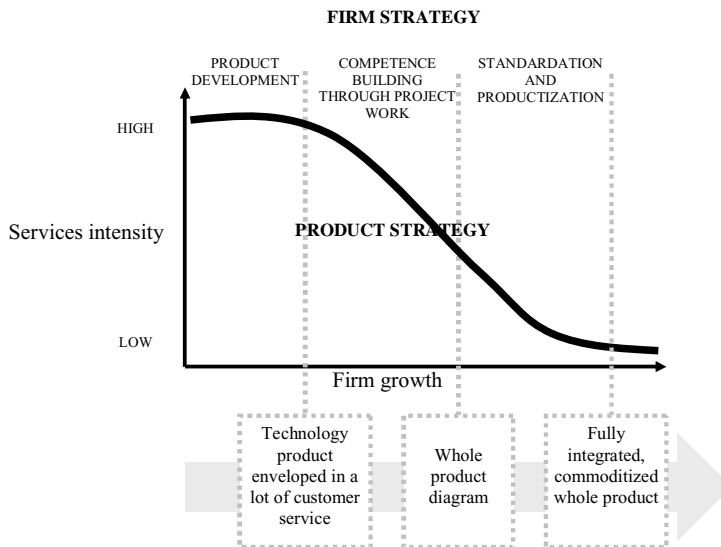 FIRM STRATEGY
PRODUCT
DEVELOPMENT
COMPETENCE
BUILDING
THROUGH PROJECT
WORK
STANDARDATION
AND
PRODUCTIZATION
HIGH
Services intensity
PRODUCT STRATEGY
LOW
Firm growth
Technology
product
enveloped in a
lot of customer
service
Whole
product
diagram
Fully
integrated,
commoditized
whole product